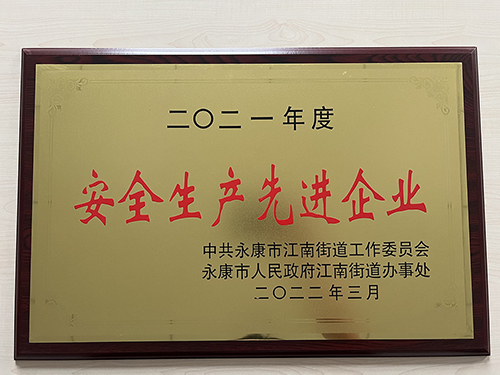 二〇二一年度
安全生产先进企业
中共永康市江南街道工作委员会
永康市人民政府江南街道办事处
二〇二二年三月